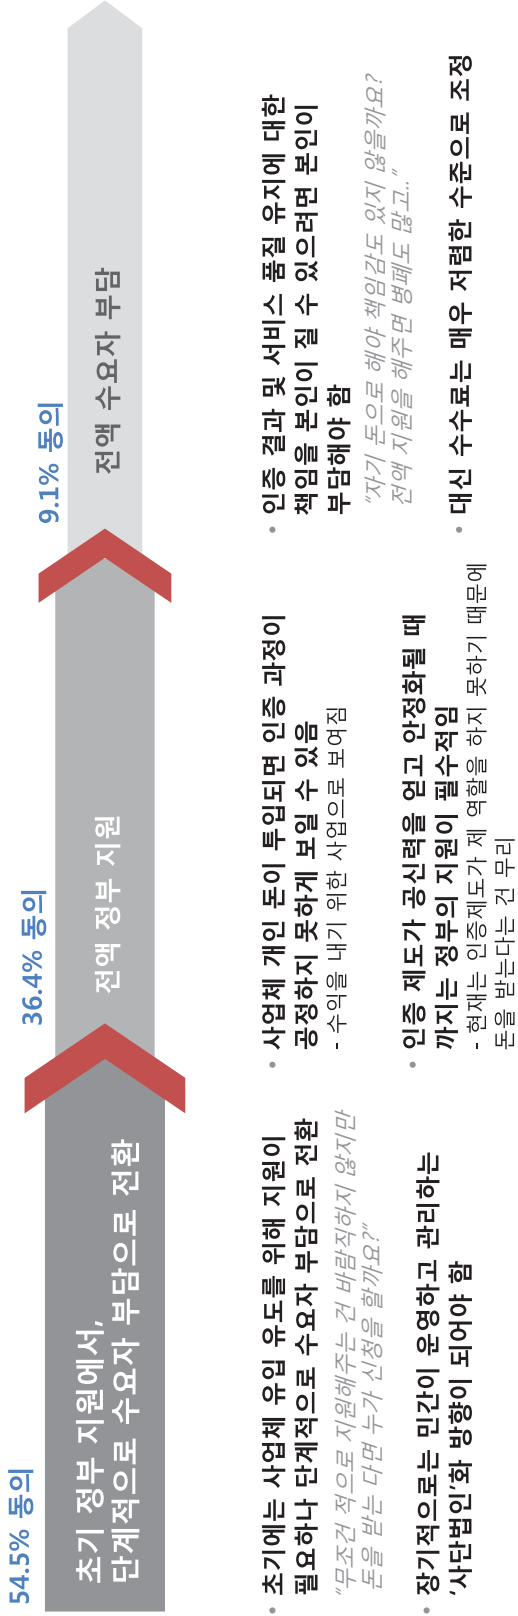 54.5% 동의
초기 정부 지원에서,
단계적으로 수요자 부담으로 전환
• 초기에는 사업체 유입 유도를 위해 지원이
필요하나 단계적으로 수요자 부담으로 전환
“무조건 적으로 지원해주는 건 바람직하지 않지만
돈을 받는 다면 누가 신청을 할까요?”
• 장기적으로는 민간이 운영하고 관리하는
‘사단법인’화 방향이 되어야 함
36.4% 동의
전액 정부 지원
• 사업체 개인 돈이 투입되면 인증 과정이
공정하지 못하게 보일 수 있음
- 수익을 내기 위한 사업으로 보여짐
• 인증 제도가 공신력을 얻고 안정화될 때
까지는 정부의 지원이 필수적임
- 현재는 인증제도가 제 역할을 하지 못하기 때문에
돈을 받는다는 건 무리
9.1% 동의
전액 수요자 부담
• 인증 결과 및 서비스 품질 유지에 대한
책임을 본인이 질 수 있으려면 본인이
부담해야 함
“자기 돈으로 해야 책임감도 있지 않을까요?
전액 지원을 해주면 병폐도 많고..”
• 대신 수수료는 매우 저렴한 수준으로 조정